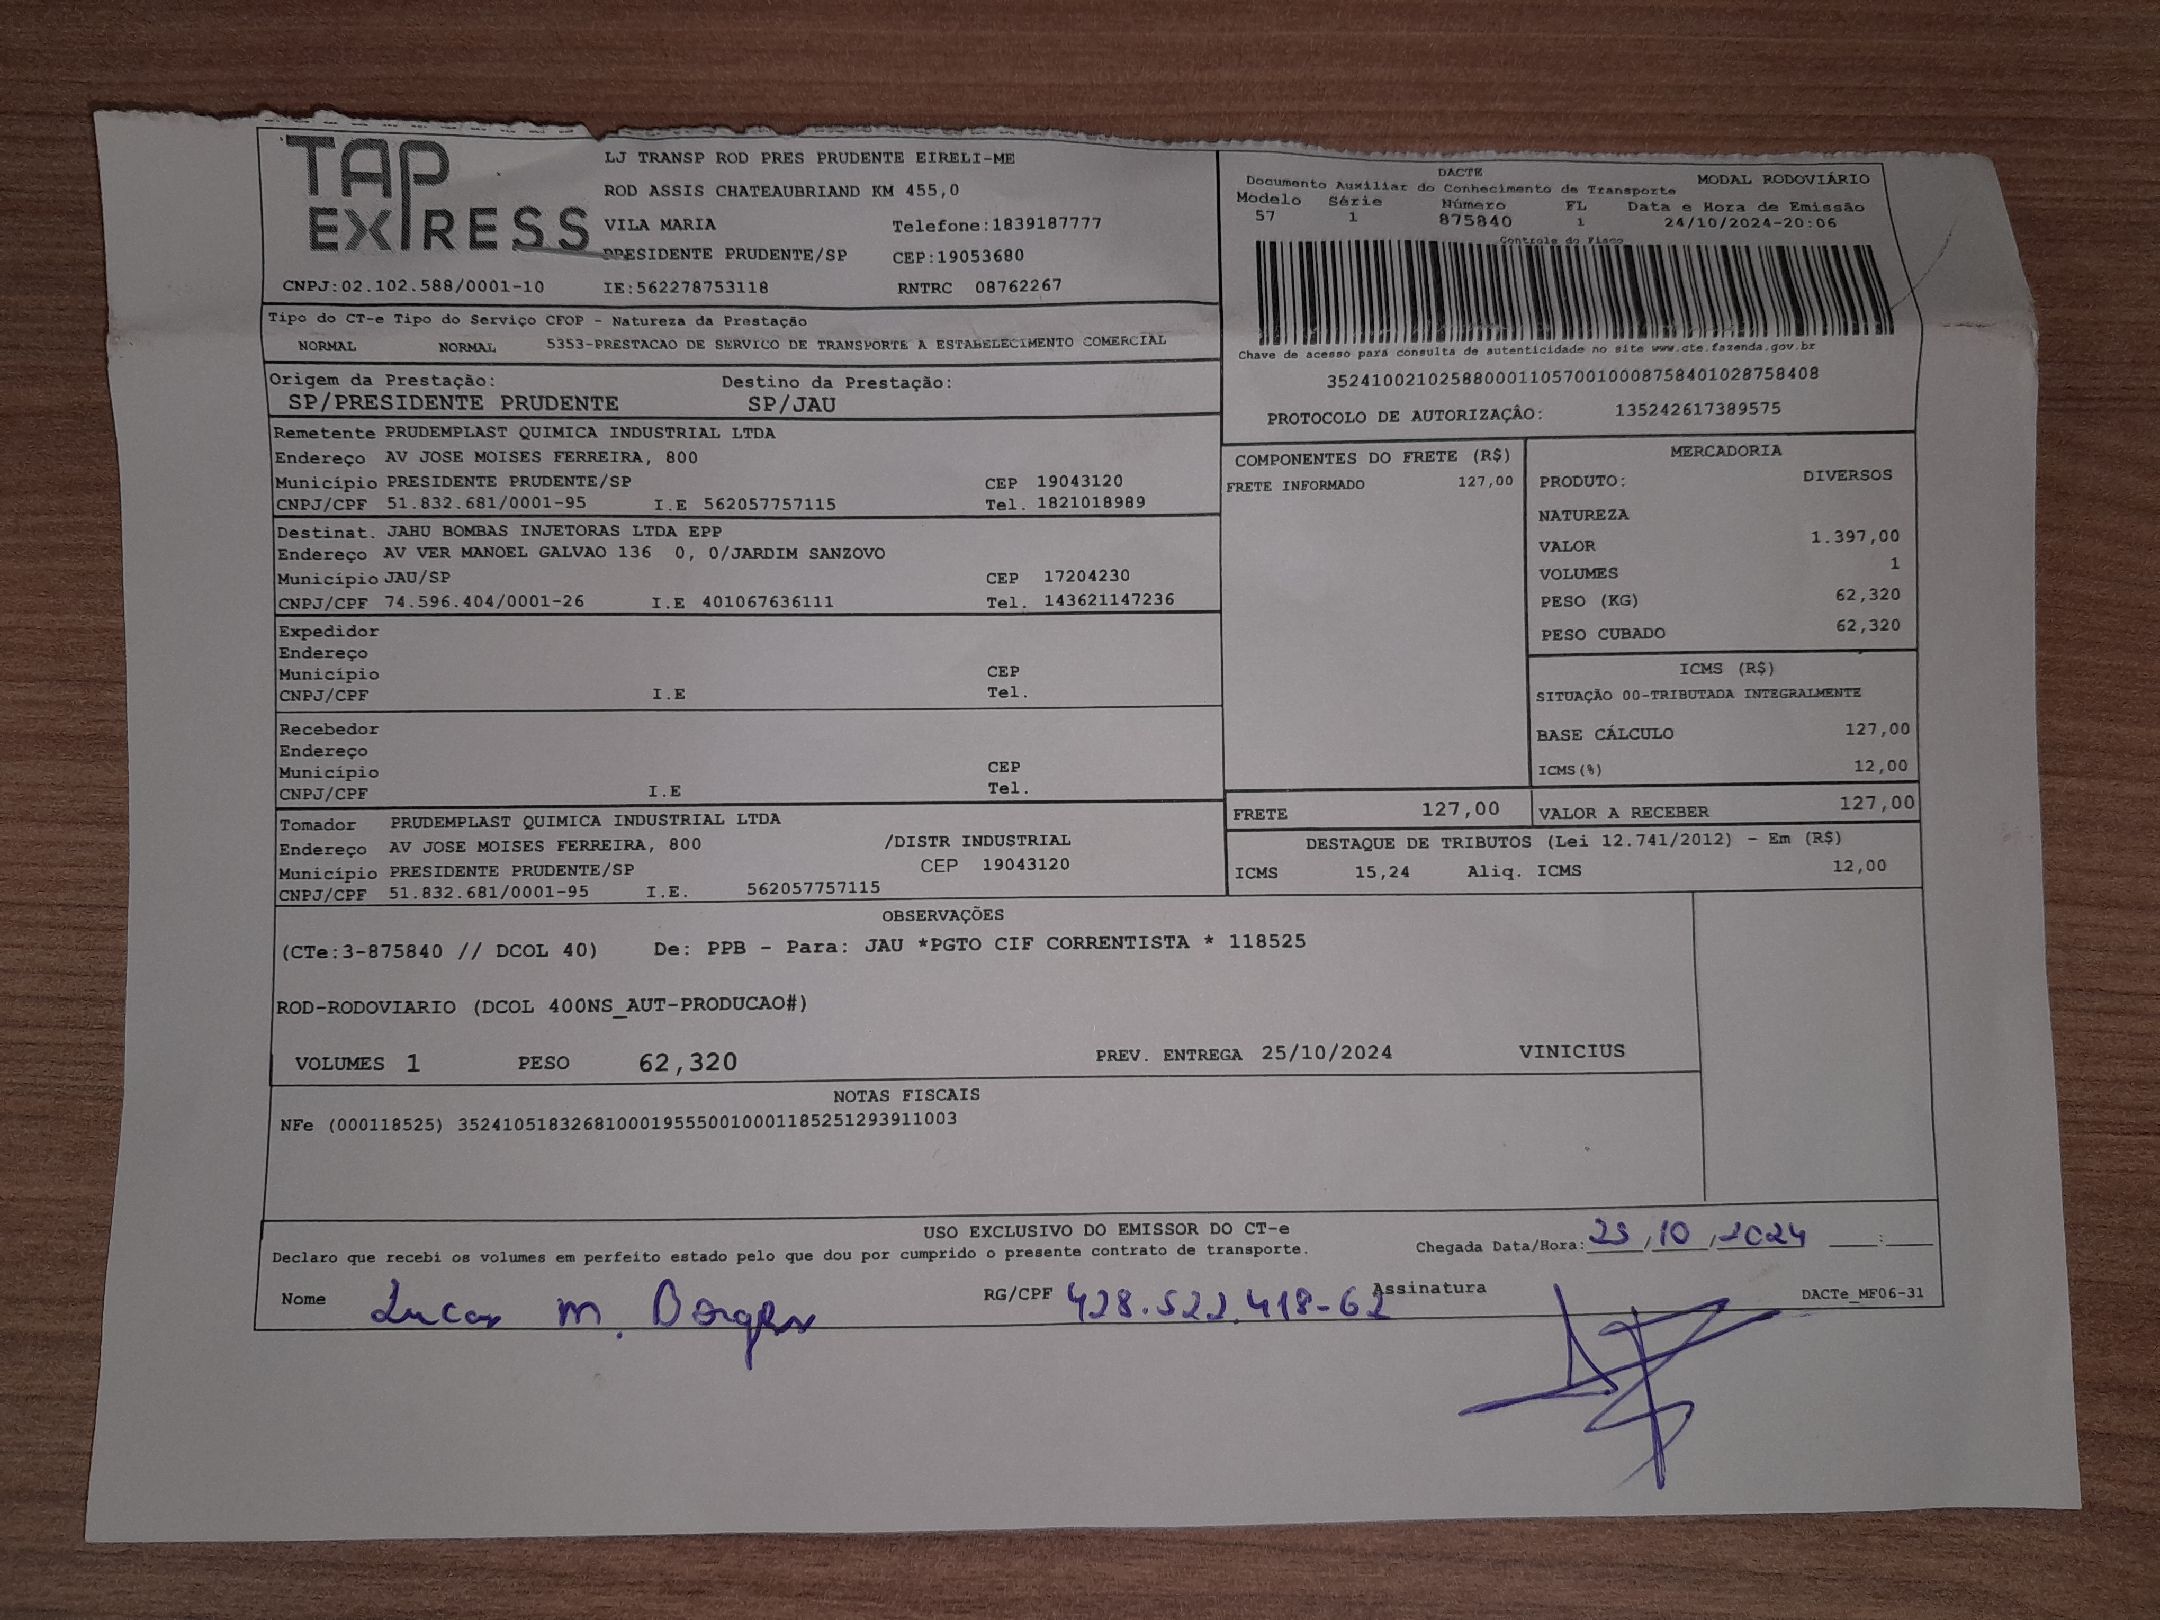 TAP
EXPRESS
LJ TRANSP ROD PRES PRUDENTE EIRELI-ME
ROD ASSIS CHATEAUBRIAND KM 455,0
VILA MARIA Telefone:1839187777
PRESIDENTE PRUDENTE/SP CEP:19053680
CNPJ:02.102.588/0001-10 IE:562278753118 RNTRC 08762267
DACTE
Documento Auxiliar do Conhecimento de Transporte MODAL RODOVIÁRIO
Modelo Série Número FL Data e Hora de Emissão
57 1 875840 1 24/10/2024-20:06
Controle do Fisco
Chave de acesso para consulta de autenticidade no site www.cte.fazenda.gov.br
35241002102588000110570010008758401028758408
PROTOCOLO DE AUTORIZAÇÂO: 135242617389575
Tipo do CT-e Tipo do Serviço CFOP - Natureza da Prestação
NORMAL NORMAL 5353-PRESTACAO DE SERVICO DE TRANSPORTE A ESTABELECIMENTO COMERCIAL
Origem da Prestação: Destino da Prestação:
SP/PRESIDENTE PRUDENTE SP/JAU
Remetente PRUDEMPLAST QUIMICA INDUSTRIAL LTDA
Endereço AV JOSE MOISES FERREIRA, 800
Município PRESIDENTE PRUDENTE/SP CEP 19043120
CNPJ/CPF 51.832.681/0001-95 I.E 562057757115 Tel. 1821018989
Destinat. JAHU BOMBAS INJETORAS LTDA EPP
Endereço AV VER MANOEL GALVAO 136 0, 0/JARDIM SANZOVO
Município JAU/SP CEP 17204230
CNPJ/CPF 74.596.404/0001-26 I.E 401067636111 Tel. 143621147236
Expedidor
Endereço
Município CEP
CNPJ/CPF I.E Tel.
Recebedor
Endereço
Município CEP
CNPJ/CPF I.E Tel.
Tomador PRUDEMPLAST QUIMICA INDUSTRIAL LTDA
Endereço AV JOSE MOISES FERREIRA, 800 /DISTR INDUSTRIAL
Município PRESIDENTE PRUDENTE/SP CEP 19043120
CNPJ/CPF 51.832.681/0001-95 I.E. 562057757115
COMPONENTES DO FRETE (R$)
FRETE INFORMADO 127,00
MERCADORIA
PRODUTO: DIVERSOS
NATUREZA
VALOR 1.397,00
VOLUMES 1
PESO (KG) 62,320
PESO CUBADO 62,320
ICMS (R$)
SITUAÇÃO 00-TRIBUTADA INTEGRALMENTE
BASE CÁLCULO 127,00
ICMS(%) 12,00
FRETE 127,00 VALOR A RECEBER 127,00
DESTAQUE DE TRIBUTOS (Lei 12.741/2012) - Em (R$)
ICMS 15,24 Aliq. ICMS 12,00
OBSERVAÇÕES
(CTe:3-875840 // DCOL 40) De: PPB - Para: JAU *PGTO CIF CORRENTISTA * 118525
ROD-RODOVIARIO (DCOL 400NS_AUT-PRODUCAO#)
VOLUMES 1 PESO 62,320 PREV. ENTREGA 25/10/2024 VINICIUS
NOTAS FISCAIS
NFe (000118525) 35241051832681000195550010001185251293911003
USO EXCLUSIVO DO EMISSOR DO CT-e
Declaro que recebi os volumes em perfeito estado pelo que dou por cumprido o presente contrato de transporte. Chegada Data/Hora: 25/10/2024 ___:___
Nome Lucas M. Borges RG/CPF 428.522.418-62 Assinatura DACTe_MF06-31